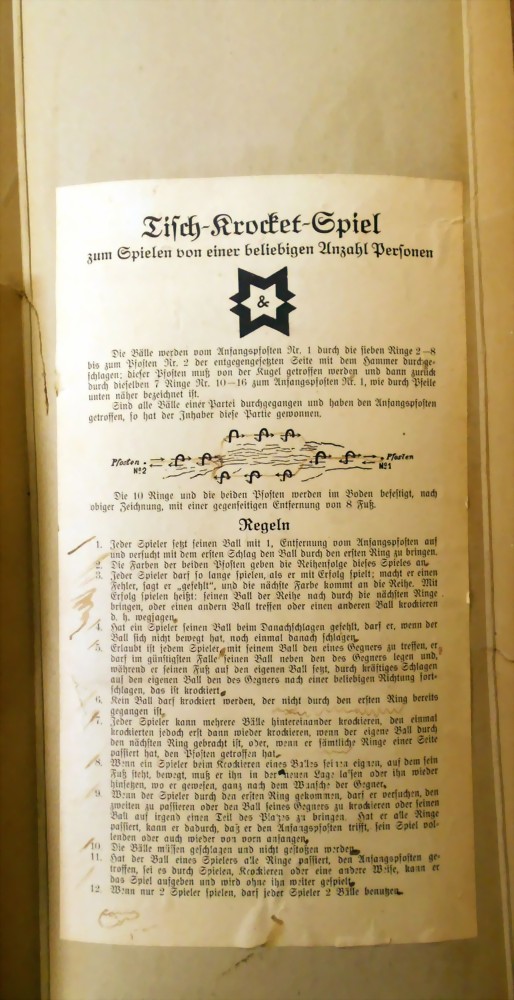 Tisch-Krocket-Spiel
zum Spielen von einer beliebigen Anzahl Personen
&
Die Bälle werden vom Anfangspfosten Nr. 1 durch die sieben Ringe 2–8
bis zum Pfosten Nr. 2 der entgegengesetzten Seite mit dem Hammer durchge-
schlagen; dieser Pfosten muß von der Kugel getroffen werden und dann zurück
durch dieselben 7 Ringe Nr. 10–16 zum Anfangspfosten Nr. 1, wie durch Pfeile
unten näher bezeichnet ist.
Sind alle Bälle einer Partei durchgegangen und haben den Anfangspfosten
getroffen, so hat der Inhaber diese Partie gewonnen.
Pfosten Nº2
Pfosten Nº1
Die 10 Ringe und die beiden Pfosten werden im Boden befestigt, nach
obiger Zeichnung, mit einer gegenseitigen Entfernung von 8 Fuß.
Regeln
1. Jeder Spieler setzt seinen Ball mit 1, Entfernung vom Anfangspfosten auf
und versucht mit dem ersten Schlag den Ball durch den ersten Ring zu bringen.
2. Die Farben der beiden Pfosten geben die Reihenfolge dieses Spieles an.
3. Jeder Spieler darf so lange spielen, als er mit Erfolg spielt; macht er einen
Fehler, sagt er „gefehlt“, und die nächste Farbe kommt an die Reihe. Mit
Erfolg spielen heißt: seinen Ball der Reihe nach durch die nächsten Ringe
bringen, oder einen andern Ball treffen oder einen anderen Ball krockieren
d. h. wegjagen.
4. Hat ein Spieler seinen Ball beim Danachschlagen gefehlt, darf er, wenn der
Ball sich nicht bewegt hat, noch einmal danach schlagen.
5. Erlaubt ist jedem Spieler, mit seinem Ball den eines Gegners zu treffen, er
darf im günstigsten Falle seinen Ball neben den des Gegners legen und,
während er seinen Fuß auf den eigenen Ball setzt, durch kräftiges Schlagen
auf den eigenen Ball den des Gegners nach einer beliebigen Richtung fort-
schlagen, das ist krockiert.
6. Kein Ball darf krockiert werden, der nicht durch den ersten Ring bereits
gegangen ist.
7. Jeder Spieler kann mehrere Bälle hintereinander krockieren, den einmal
krockierten jedoch erst dann wieder krockieren, wenn der eigene Ball durch
den nächsten Ring gebracht ist, oder, wenn er sämtliche Ringe einer Seite
passiert hat, den Pfosten getroffen hat.
8. Wenn ein Spieler beim Krockieren eines Balles seinen eignen, auf dem sein
Fuß steht, bewegt, muß er ihn in der neuen Lage lassen oder ihn wieder
hinsetzen, wo er gewesen, ganz nach dem Wunsche der Gegner.
9. Wenn der Spieler durch den ersten Ring gekommen, darf er versuchen, den
zweiten zu passieren oder den Ball seines Gegners zu krockieren oder seinen
Ball auf irgend einen Teil des Platzes zu bringen. Hat er alle Ringe
passiert, kann er dadurch, daß er den Anfangspfosten trifft, sein Spiel vol-
lenden oder auch wieder von vorn anfangen.
10. Die Bälle müssen geschlagen und nicht gestoßen werden.
11. Hat der Ball eines Spielers alle Ringe passiert, den Anfangspfosten ge-
troffen, sei es durch Spielen, Krockieren oder eine andere Weise, kann er
das Spiel aufgeben und wird ohne ihn weiter gespielt.
12. Wenn nur 2 Spieler spielen, darf jeder Spieler 2 Bälle benutzen.